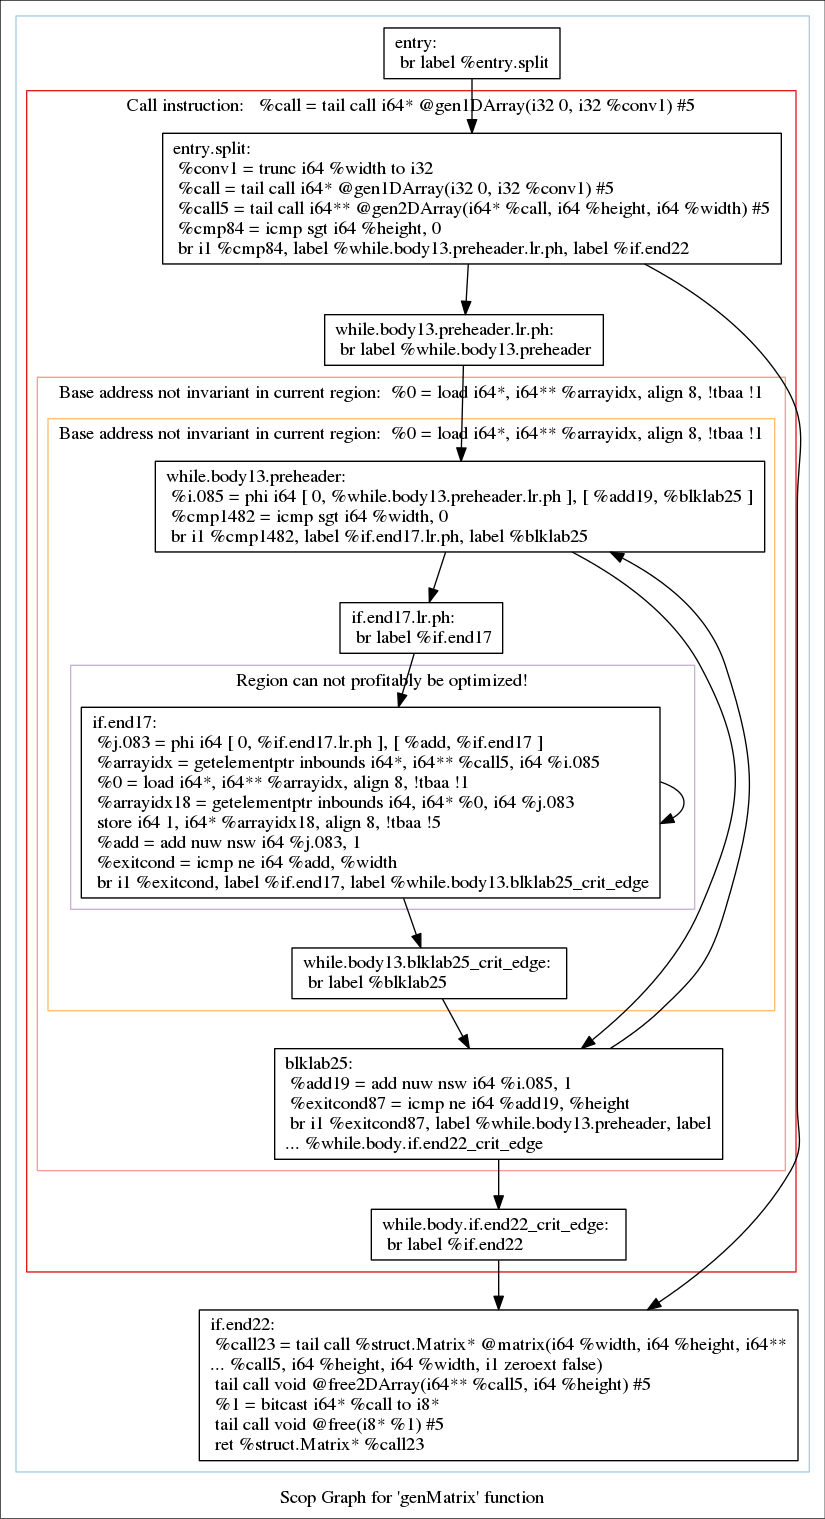 entry:
br label %entry.split
Call instruction: %call = tail call i64* @gen1DArray(i32 0, i32 %conv1) #5
entry.split:
%conv1 = trunc i64 %width to i32
%call = tail call i64* @gen1DArray(i32 0, i32 %conv1) #5
%call5 = tail call i64** @gen2DArray(i64* %call, i64 %height, i64 %width) #5
%cmp84 = icmp sgt i64 %height, 0
br i1 %cmp84, label %while.body13.preheader.lr.ph, label %if.end22
while.body13.preheader.lr.ph:
br label %while.body13.preheader
Base address not invariant in current region: %0 = load i64*, i64** %arrayidx, align 8, !tbaa !1
Base address not invariant in current region: %0 = load i64*, i64** %arrayidx, align 8, !tbaa !1
while.body13.preheader:
%i.085 = phi i64 [ 0, %while.body13.preheader.lr.ph ], [ %add19, %blklab25 ]
%cmp1482 = icmp sgt i64 %width, 0
br i1 %cmp1482, label %if.end17.lr.ph, label %blklab25
if.end17.lr.ph:
br label %if.end17
Region can not profitably be optimized!
if.end17:
%j.083 = phi i64 [ 0, %if.end17.lr.ph ], [ %add, %if.end17 ]
%arrayidx = getelementptr inbounds i64*, i64** %call5, i64 %i.085
%0 = load i64*, i64** %arrayidx, align 8, !tbaa !1
%arrayidx18 = getelementptr inbounds i64, i64* %0, i64 %j.083
store i64 1, i64* %arrayidx18, align 8, !tbaa !5
%add = add nuw nsw i64 %j.083, 1
%exitcond = icmp ne i64 %add, %width
br i1 %exitcond, label %if.end17, label %while.body13.blklab25_crit_edge
while.body13.blklab25_crit_edge:
br label %blklab25
blklab25:
%add19 = add nuw nsw i64 %i.085, 1
%exitcond87 = icmp ne i64 %add19, %height
br i1 %exitcond87, label %while.body13.preheader, label
... %while.body.if.end22_crit_edge
while.body.if.end22_crit_edge:
br label %if.end22
if.end22:
%call23 = tail call %struct.Matrix* @matrix(i64 %width, i64 %height, i64**
... %call5, i64 %height, i64 %width, i1 zeroext false)
tail call void @free2DArray(i64** %call5, i64 %height) #5
%1 = bitcast i64* %call to i8*
tail call void @free(i8* %1) #5
ret %struct.Matrix* %call23
Scop Graph for 'genMatrix' function